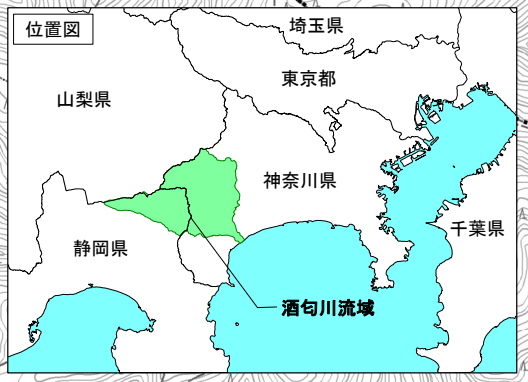 位置図
埼玉県
東京都
山梨県
神奈川県
千葉県
静岡県
酒匂川流域